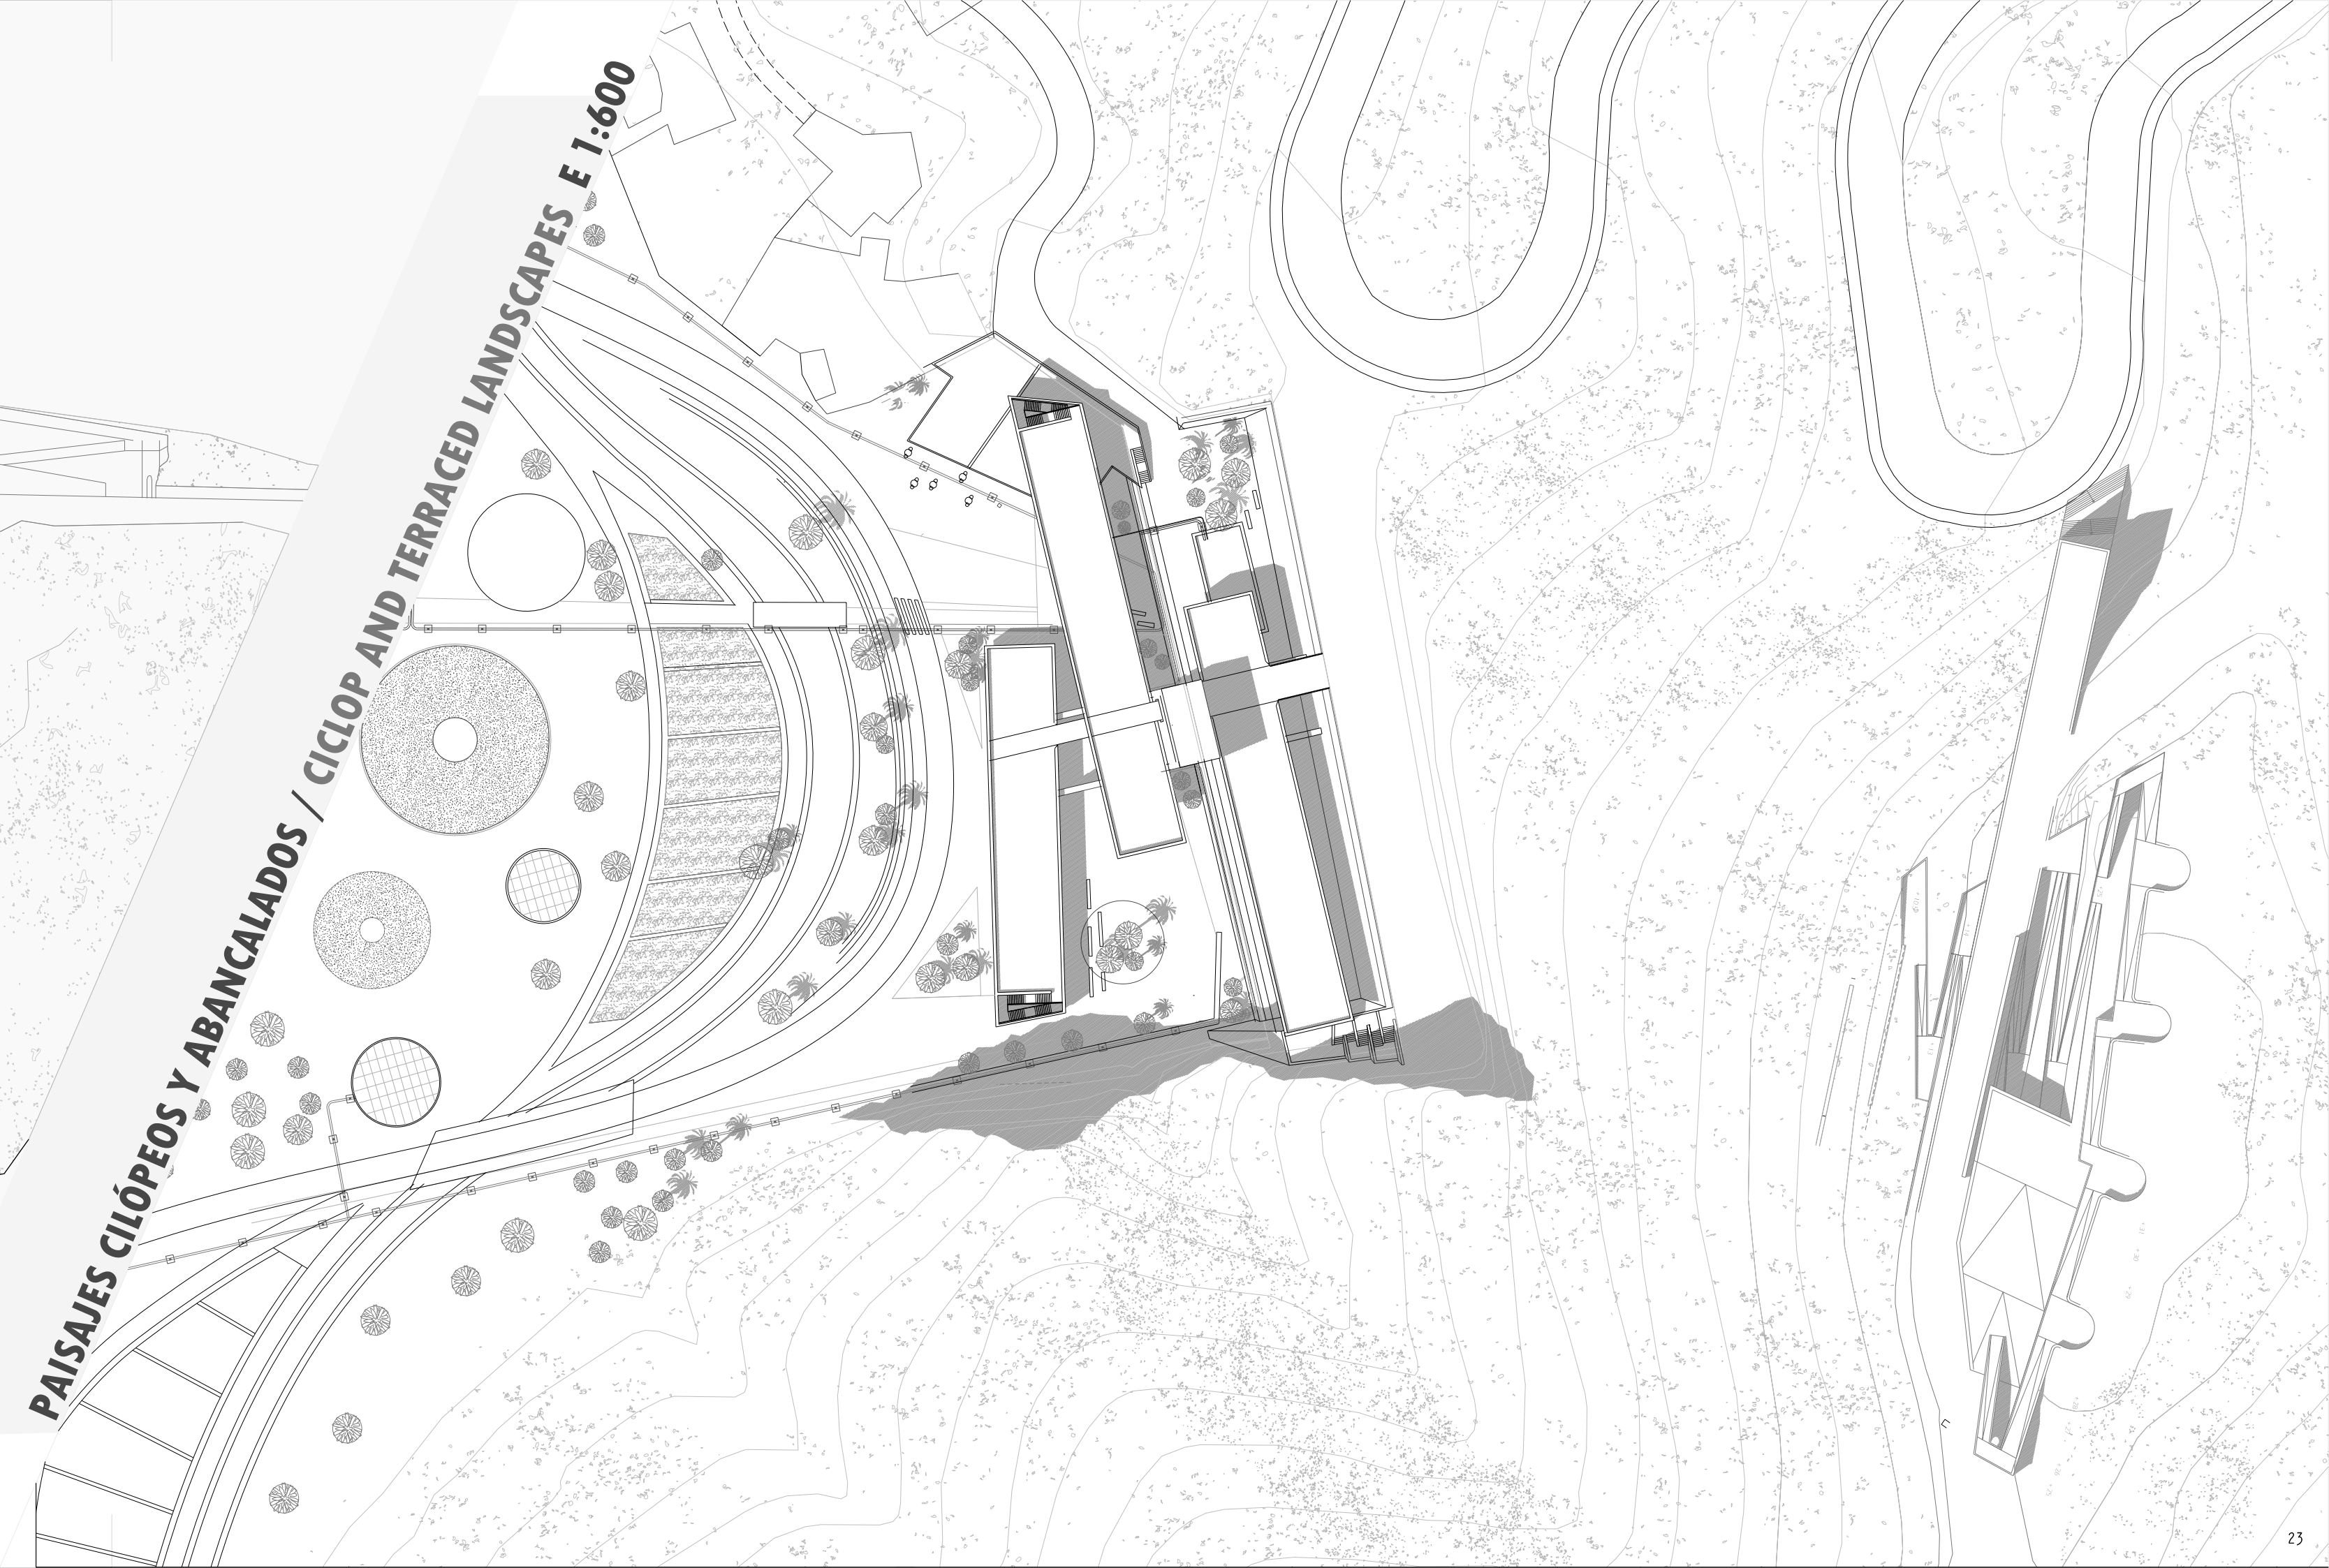 PAISAJES CILÓPEOS Y ABANCALADOS / CICLOP AND TERRACED LANDSCAPES E 1:600
23